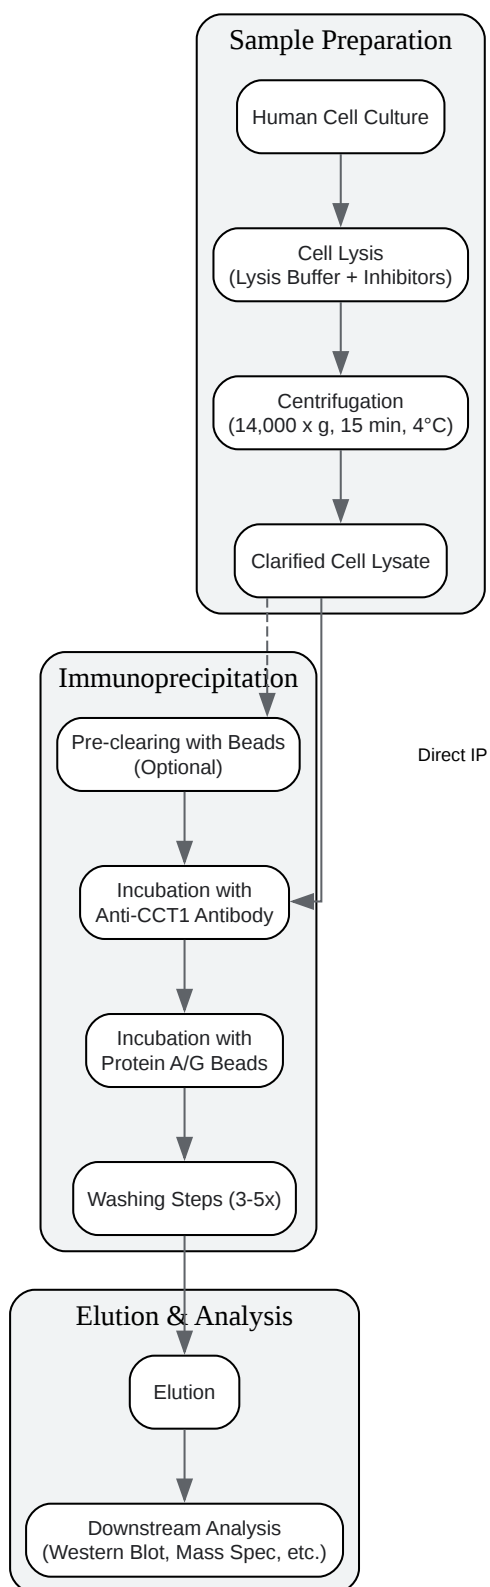 Sample Preparation
Human Cell Culture
Cell Lysis
(Lysis Buffer + Inhibitors)
Centrifugation
(14,000 x g, 15 min, 4°C)
Clarified Cell Lysate
Immunoprecipitation
Pre-clearing with Beads
(Optional)
Direct IP
Incubation with
Anti-CCT1 Antibody
Incubation with
Protein A/G Beads
Washing Steps (3-5x)
Elution & Analysis
Elution
Downstream Analysis
(Western Blot, Mass Spec, etc.)